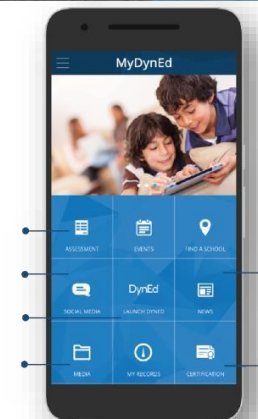 MyDynEd
ASSESSMENT
EVENTS
FIND A SCHOOL
SOCIAL MEDIA
DynEd
LAUNCH DYNED
NEWS
MEDIA
MY RECORDS
CERTIFICATION